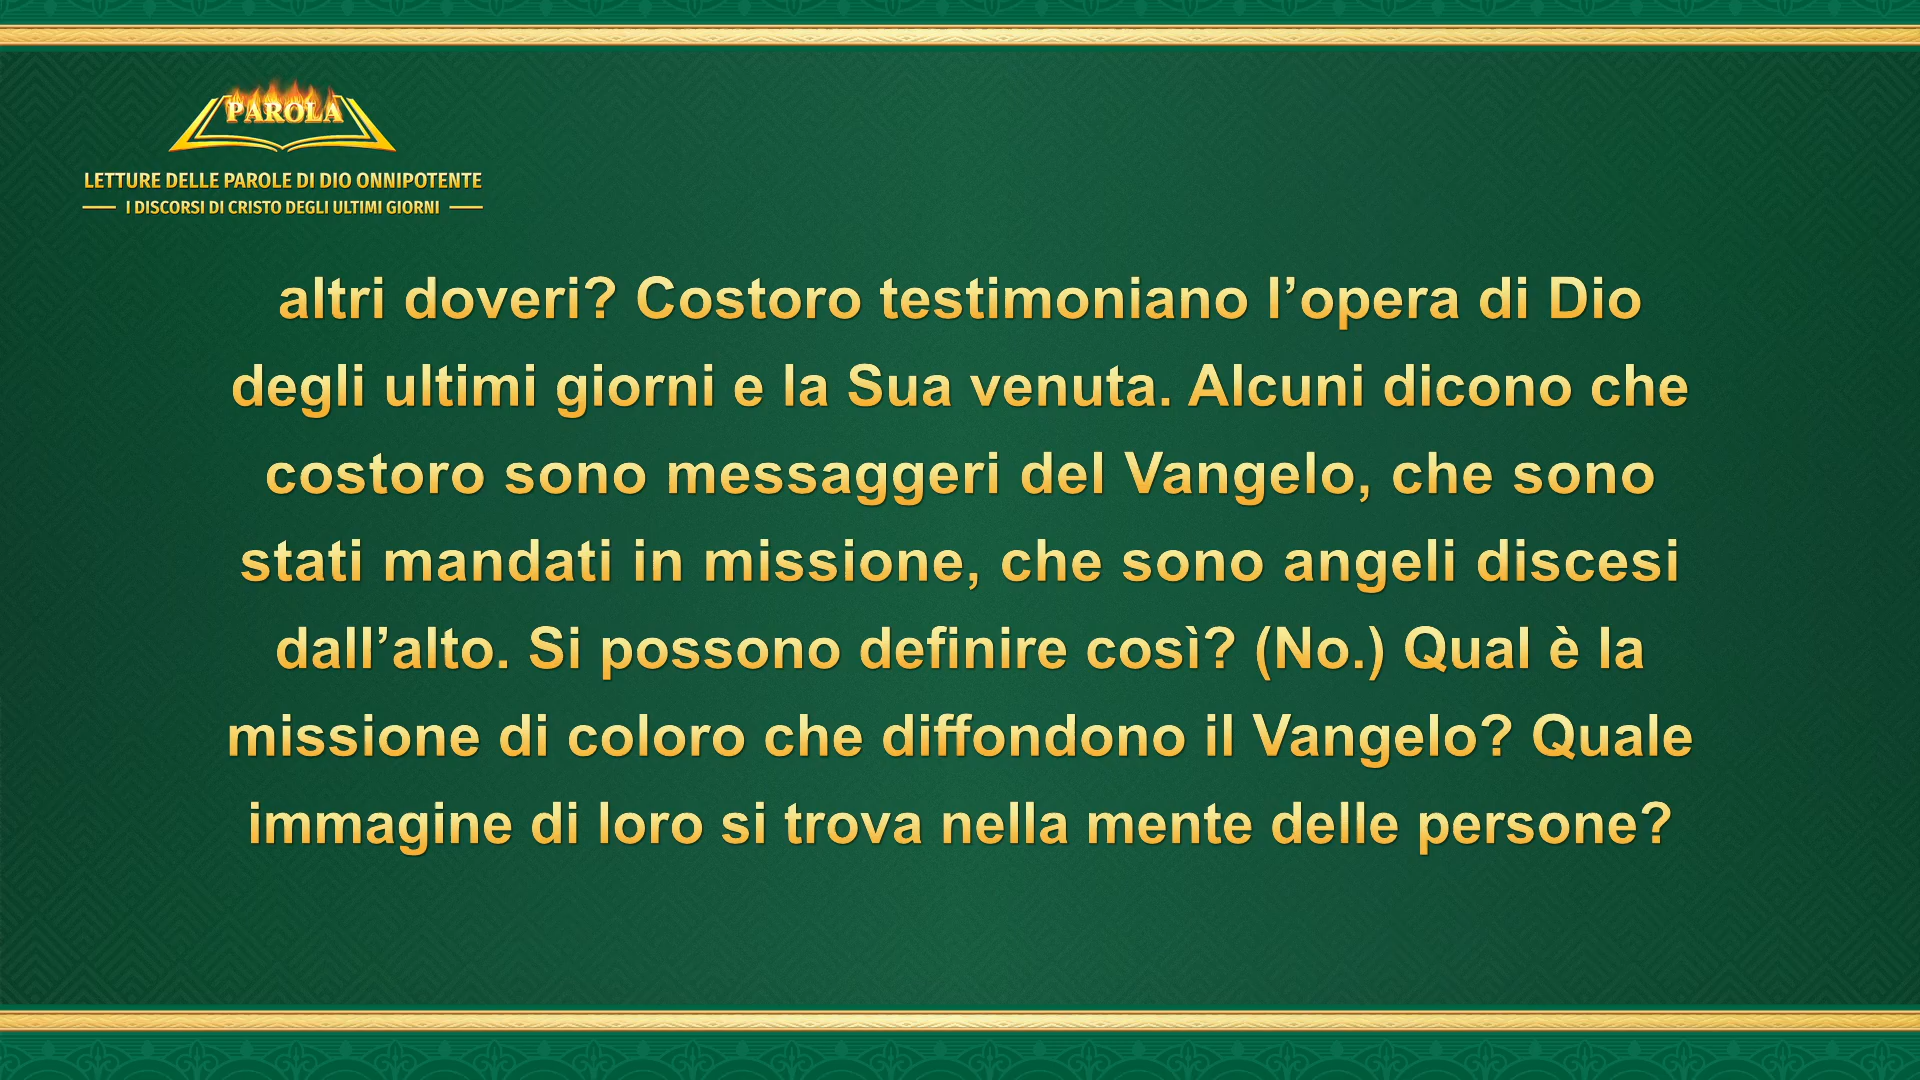 PAROLA
LETTURE DELLE PAROLE DI DIO ONNIPOTENTE
I DISCORSI DI CRISTO DEGLI ULTIMI GIORNI
altri doveri? Costoro testimoniano l’opera di Dio
degli ultimi giorni e la Sua venuta. Alcuni dicono che
costoro sono messaggeri del Vangelo, che sono
stati mandati in missione, che sono angeli discesi
dall’alto. Si possono definire così? (No.) Qual è la
missione di coloro che diffondono il Vangelo? Quale
immagine di loro si trova nella mente delle persone?